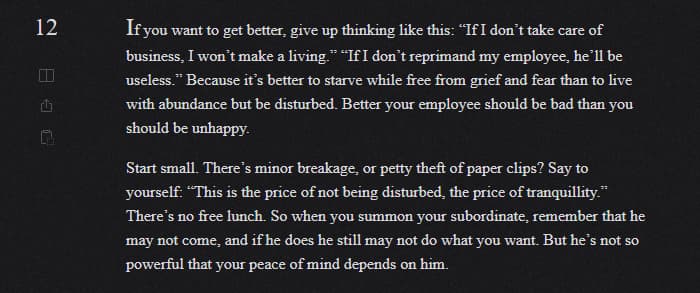 12
If you want to get better, give up thinking like this: “If I don’t take care of
business, I won’t make a living.” “If I don’t reprimand my employee, he’ll be
useless.” Because it’s better to starve while free from grief and fear than to live
with abundance but be disturbed. Better your employee should be bad than you
should be unhappy.
Start small. There’s minor breakage, or petty theft of paper clips? Say to
yourself: “This is the price of not being disturbed, the price of tranquillity.”
There’s no free lunch. So when you summon your subordinate, remember that he
may not come, and if he does he still may not do what you want. But he’s not so
powerful that your peace of mind depends on him.